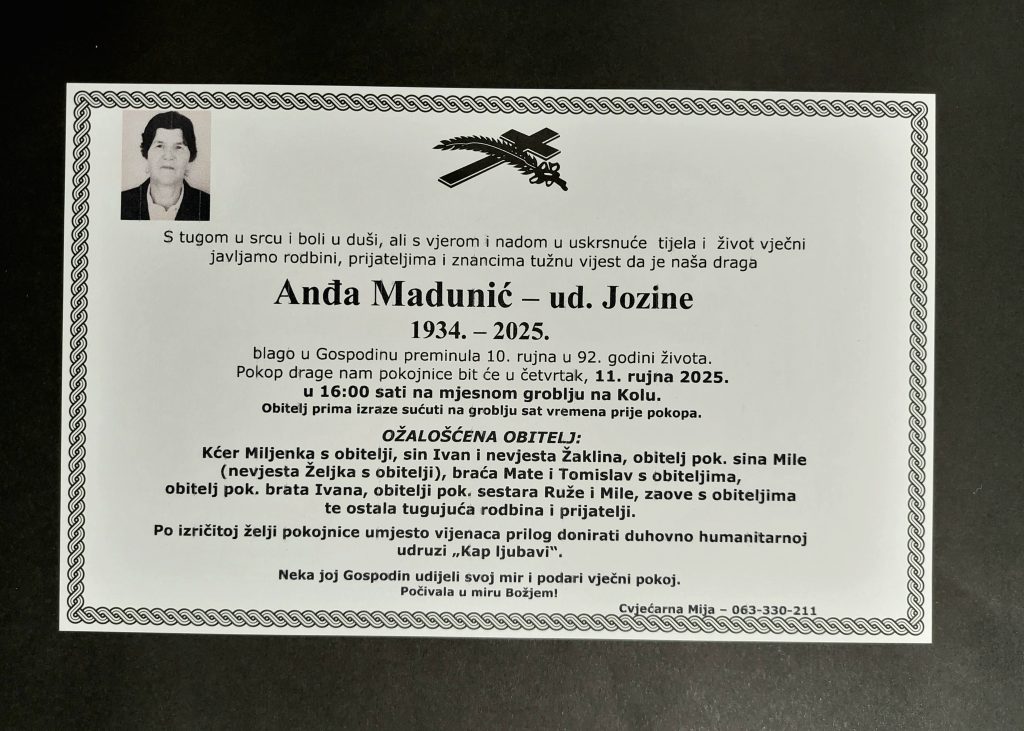 S tugom u srcu i boli u duši, ali s vjerom i nadom u uskrsnuće tijela i život vječni
javljamo rodbini, prijateljima i znancima tužnu vijest da je naša draga
Anđa Madunić – ud. Jozine
1934. – 2025.
blago u Gospodinu preminula 10. rujna u 92. godini života.
Pokop drage nam pokojnice bit će u četvrtak, 11. rujna 2025.
u 16:00 sati na mjesnom groblju na Kolu.
Obitelj prima izraze sućuti na groblju sat vremena prije pokopa.
OŽALOŠĆENA OBITELJ:
Kćer Miljenka s obitelji, sin Ivan i nevjesta Žaklina, obitelj pok. sina Mile
(nevjesta Željka s obitelji), braća Mate i Tomislav s obiteljima,
obitelj pok. brata Ivana, obitelji pok. sestara Ruže i Mile, zaove s obiteljima
te ostala tugujuća rodbina i prijatelji.
Po izričitoj želji pokojnice umjesto vijenaca prilog donirati duhovno humanitarnoj
udruzi „Kap ljubavi“.
Neka joj Gospodin udijeli svoj mir i podari vječni pokoj.
Počivala u miru Božjem!
Cvjećarna Mija – 063-330-211